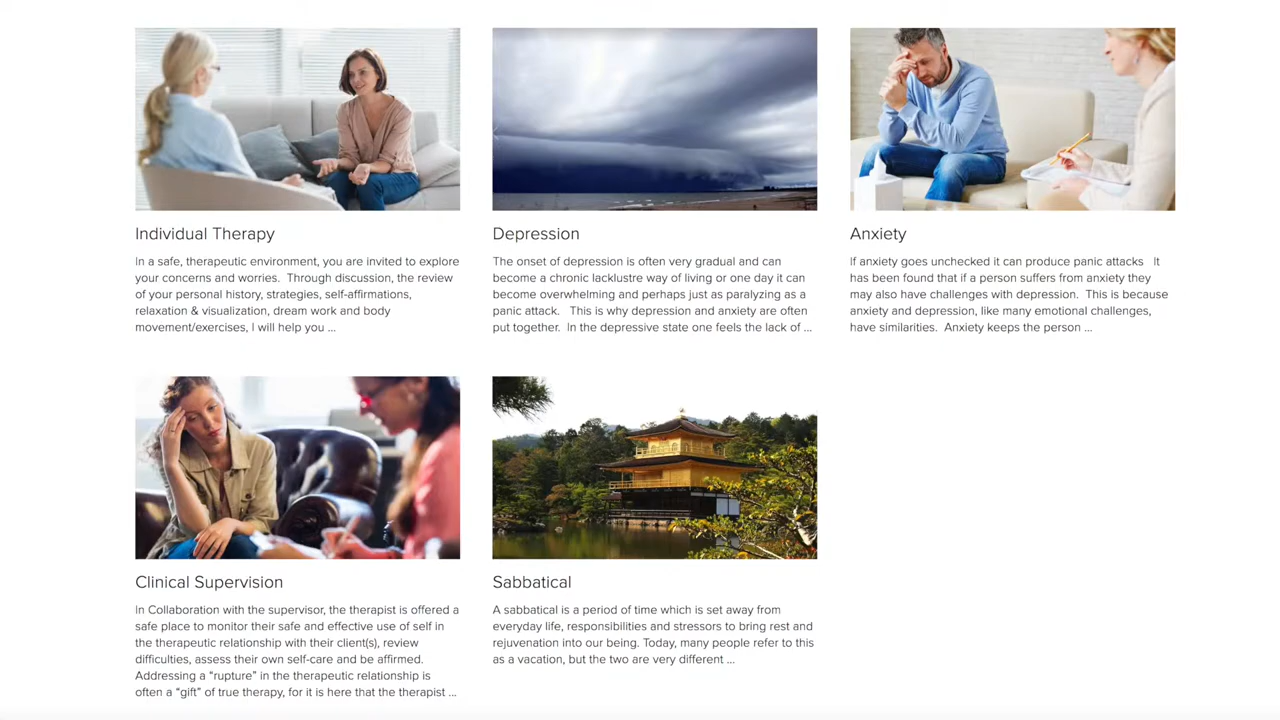 Individual Therapy
In a safe, therapeutic environment, you are invited to explore
your concerns and worries.  Through discussion, the review
of your personal history, strategies, self-affirmations,
relaxation & visualization, dream work and body
movement/exercises, I will help you ...
Depression
The onset of depression is often very gradual and can
become a chronic lacklustre way of living or one day it can
become overwhelming and perhaps just as paralyzing as a
panic attack.   This is why depression and anxiety are often
put together.  In the depressive state one feels the lack of ...
Anxiety
If anxiety goes unchecked it can produce panic attacks   It
has been found that if a person suffers from anxiety they
may also have challenges with depression.  This is because
anxiety and depression, like many emotional challenges,
have similarities.  Anxiety keeps the person ...
Clinical Supervision
In Collaboration with the supervisor, the therapist is offered a
safe place to monitor their safe and effective use of self in
the therapeutic relationship with their client(s), review
difficulties, assess their own self-care and be affirmed.
Addressing a “rupture” in the therapeutic relationship is
often a “gift” of true therapy, for it is here that the therapist ...
Sabbatical
A sabbatical is a period of time which is set away from
everyday life, responsibilities and stressors to bring rest and
rejuvenation into our being. Today, many people refer to this
as a vacation, but the two are very different ...